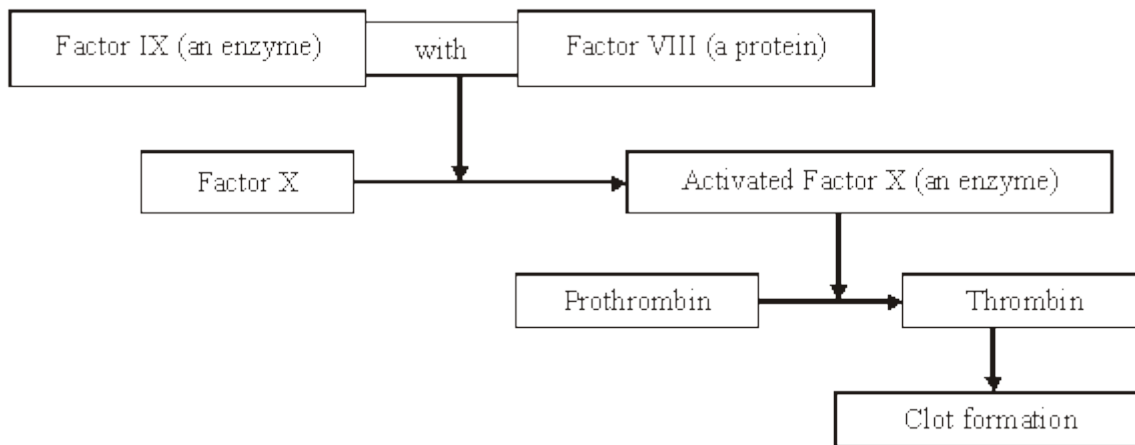 Factor IX (an enzyme)
with
Factor VIII (a protein)
Factor X
Activated Factor X (an enzyme)
Prothrombin
Thrombin
Clot formation